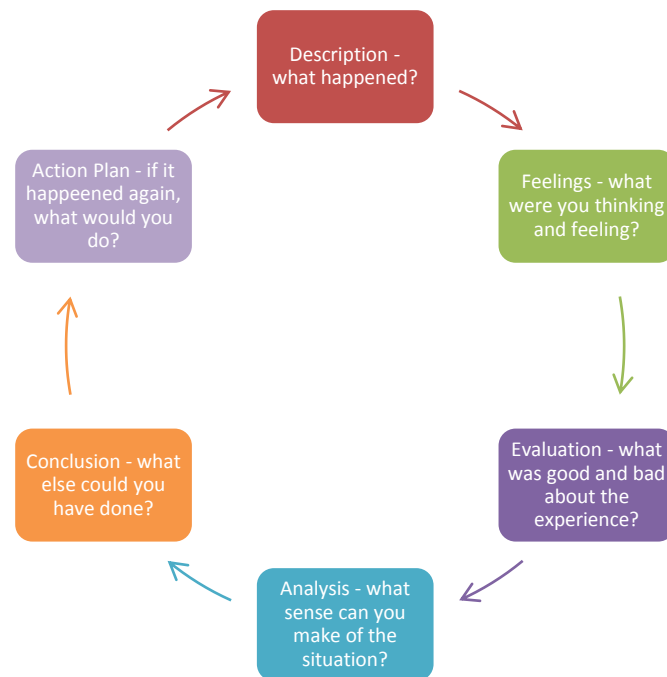 Description -
what happened?
Feelings - what
were you thinking
and feeling?
Evaluation - what
was good and bad
about the
experience?
Analysis - what
sense can you
make of the
situation?
Conclusion - what
else could you
have done?
Action Plan - if it
happeened again,
what would you
do?